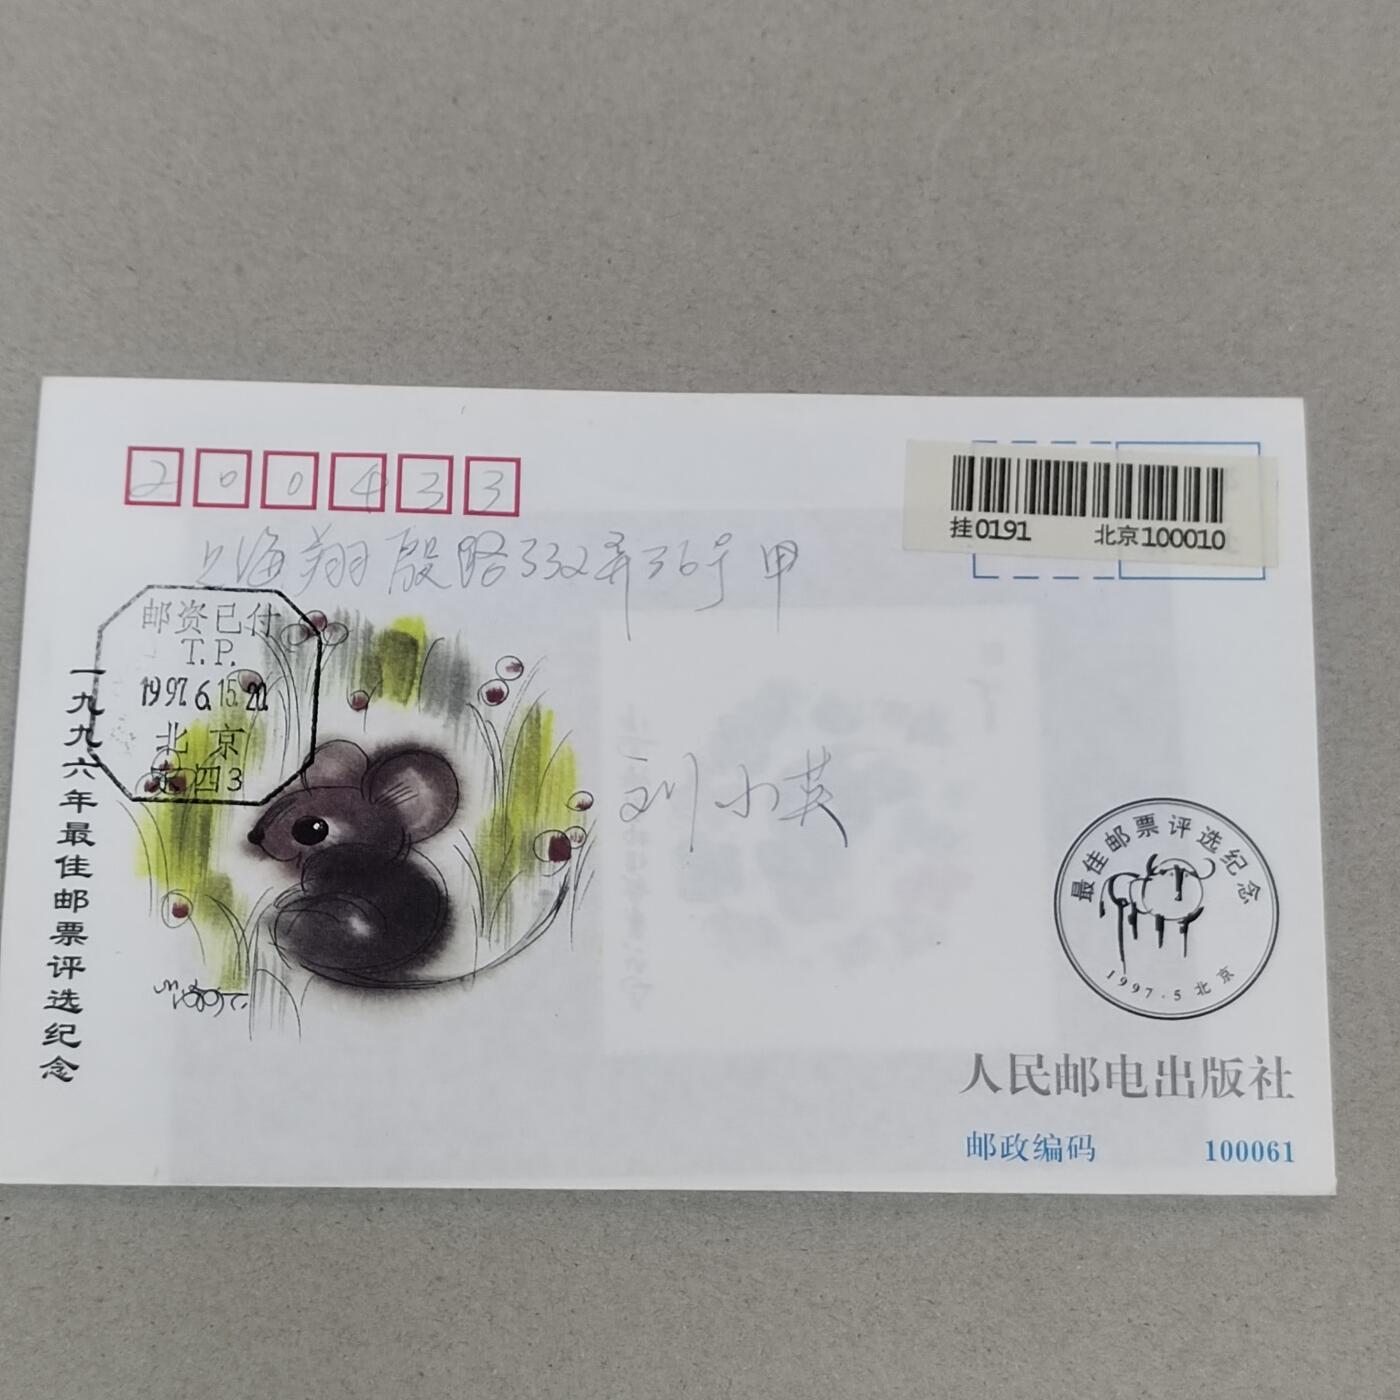 200433
挂0191 北京100010
上海翔殷路332弄36号甲
邮资已付
T.P.
1997.6.15.20
北京
支四3
一九九六年最佳邮票评选纪念
刘小英
最佳邮票评选纪念
1997.5 北京
人民邮电出版社
邮政编码 100061